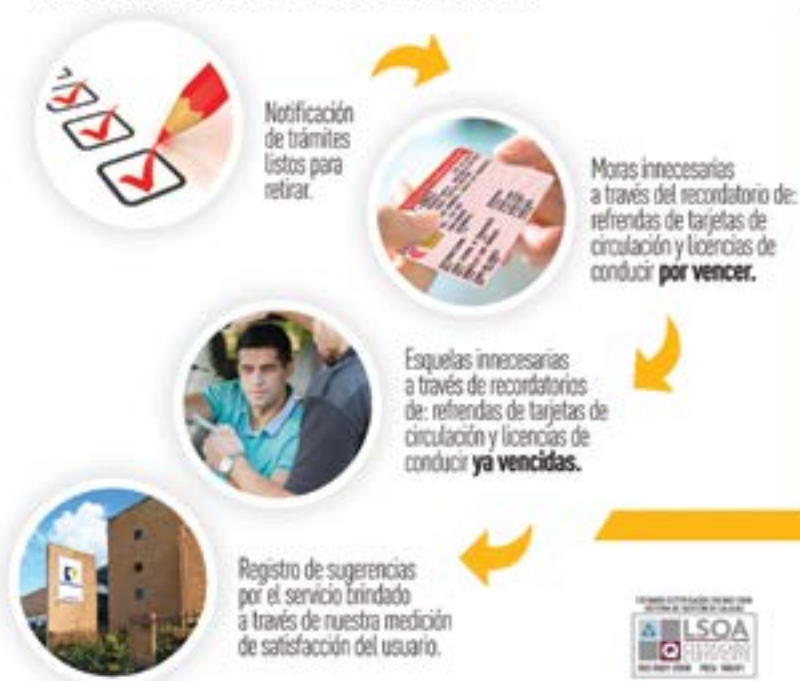 Notificación
de trámites
listos para
retirar.
Moras innecesarias
a través del recordatorio de:
refrendas de tarjetas de
circulación y licencias de
conducir por vencer.
Esquelas innecesarias
a través de recordatorios
de: refrendas de tarjetas de
circulación y licencias de
conducir ya vencidas.
Registro de sugerencias
por el servicio brindado
a través de nuestra medición
de satisfacción del usuario.
LSQA